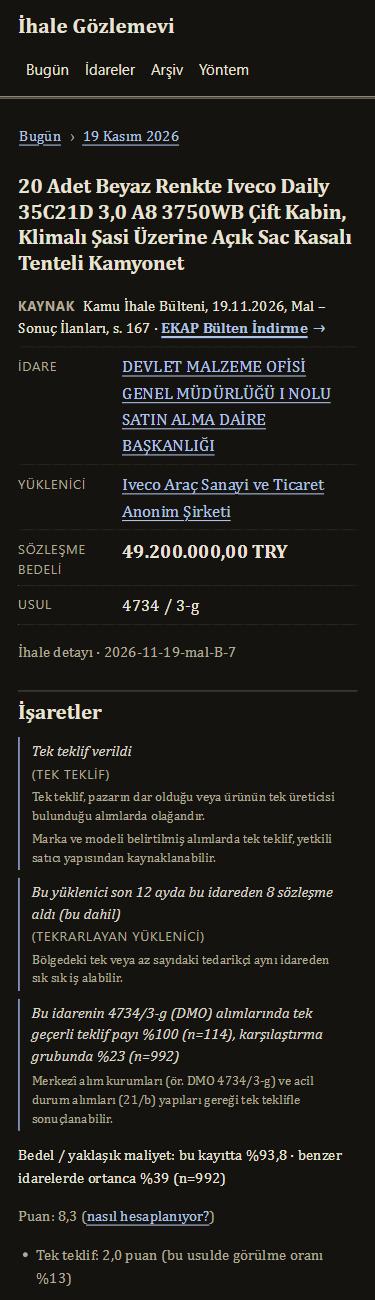 İhale Gözlemevi
Bugün İdareler Arşiv Yöntem
Bugün › 19 Kasım 2026
20 Adet Beyaz Renkte Iveco Daily
35C21D 3,0 A8 3750WB Çift Kabin,
Klimalı Şasi Üzerine Açık Sac Kasalı
Tenteli Kamyonet
KAYNAK Kamu İhale Bülteni, 19.11.2026, Mal –
Sonuç İlanları, s. 167 · EKAP Bülten İndirme →
İDARE
DEVLET MALZEME OFİSİ
GENEL MÜDÜRLÜĞÜ I NOLU
SATIN ALMA DAİRE
BAŞKANLIĞI
YÜKLENİCİ
Iveco Araç Sanayi ve Ticaret
Anonim Şirketi
SÖZLEŞME
BEDELİ
49.200.000,00 TRY
USUL
4734 / 3-g
İhale detayı · 2026-11-19-mal-B-7
İşaretler
Tek teklif verildi
(TEK TEKLİF)
Tek teklif, pazarın dar olduğu veya ürünün tek üreticisi
bulunduğu alımlarda olağandır.
Marka ve modeli belirtilmiş alımlarda tek teklif, yetkili
satıcı yapısından kaynaklanabilir.
Bu yüklenici son 12 ayda bu idareden 8 sözleşme
aldı (bu dahil)
(TEKRARLAYAN YÜKLENİCİ)
Bölgedeki tek veya az sayıdaki tedarikçi aynı idareden
sık sık iş alabilir.
Bu idarenin 4734/3-g (DMO) alımlarında tek
geçerli teklif payı %100 (n=114), karşılaştırma
grubunda %23 (n=992)
Merkezî alım kurumları (ör. DMO 4734/3-g) ve acil
durum alımları (21/b) yapıları gereği tek teklifle
sonuçlanabilir.
Bedel / yaklaşık maliyet: bu kayıtta %93,8 · benzer
idarelerde ortanca %39 (n=992)
Puan: 8,3 (nasıl hesaplanıyor?)
• Tek teklif: 2,0 puan (bu usulde görülme oranı
%13)